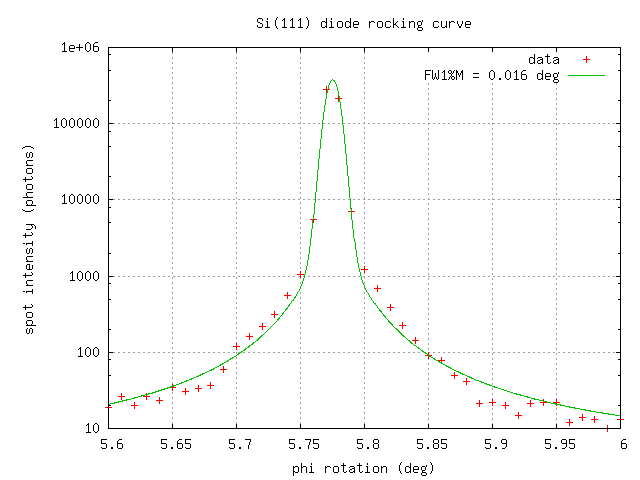 Si(111) diode rocking curve
data
FW1%M = 0.016 deg
spot intensity (photons)
1e+06
100000
10000
1000
100
10
5.6 5.65 5.7 5.75 5.8 5.85 5.9 5.95 6
phi rotation (deg)